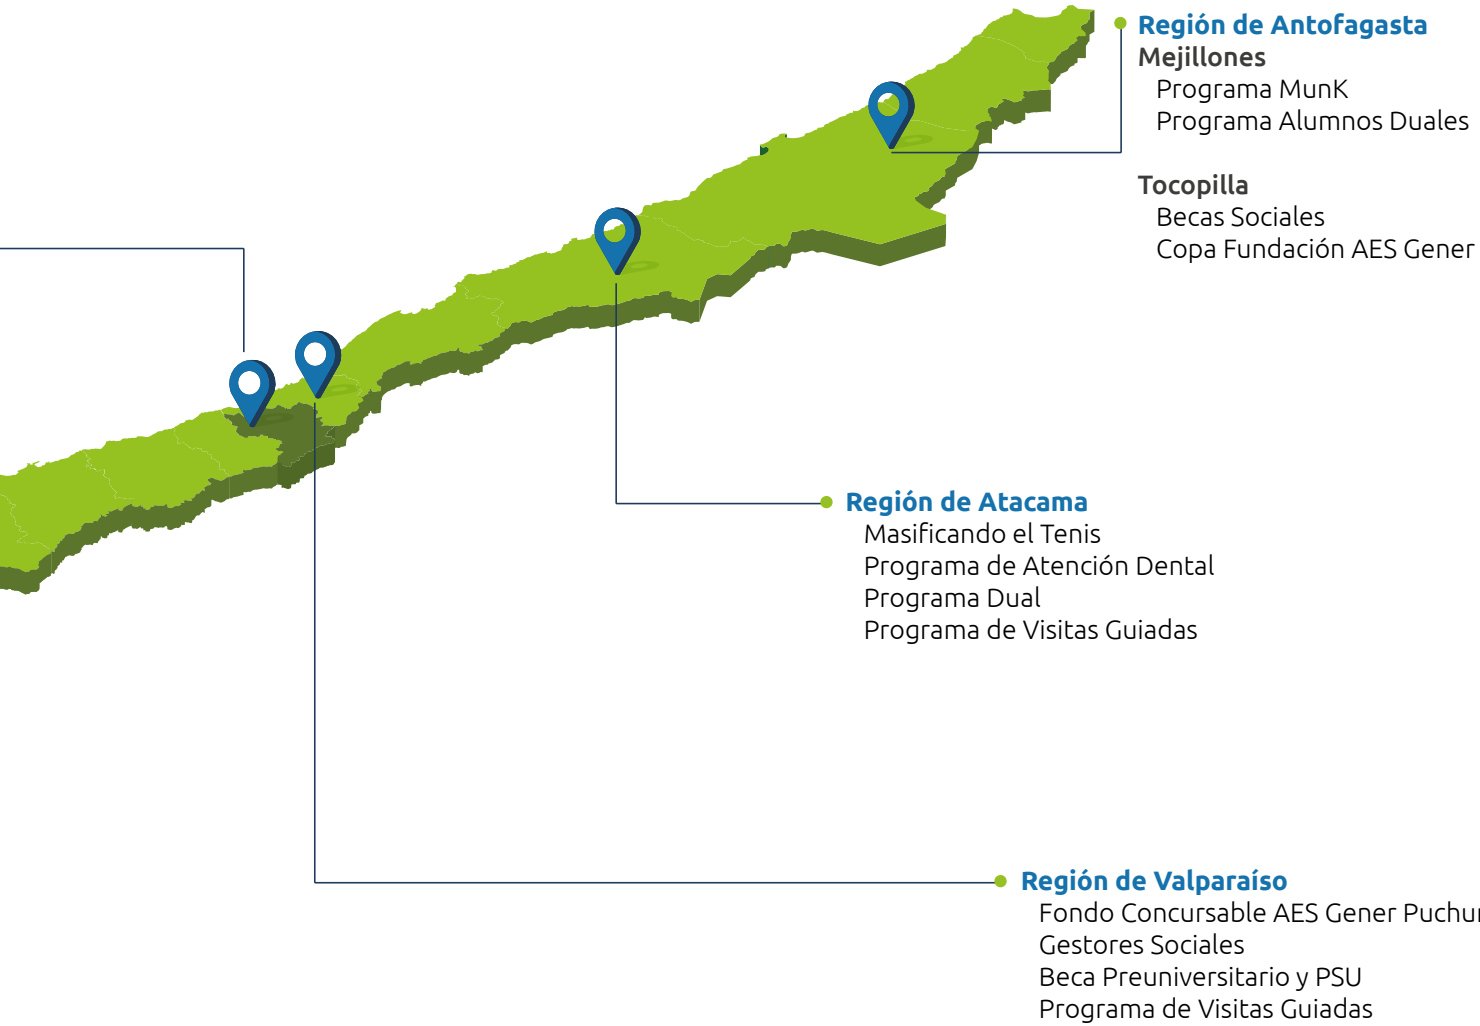 Región de Antofagasta
Mejillones
Programa MunK
Programa Alumnos Duales
Tocopilla
Becas Sociales
Copa Fundación AES Gener
Región de Atacama
Masificando el Tenis
Programa de Atención Dental
Programa Dual
Programa de Visitas Guiadas
Región de Valparaíso
Fondo Concursable AES Gener
Gestores Sociales
Beca Preuniversitario y PSU
Programa de Visitas Guiadas